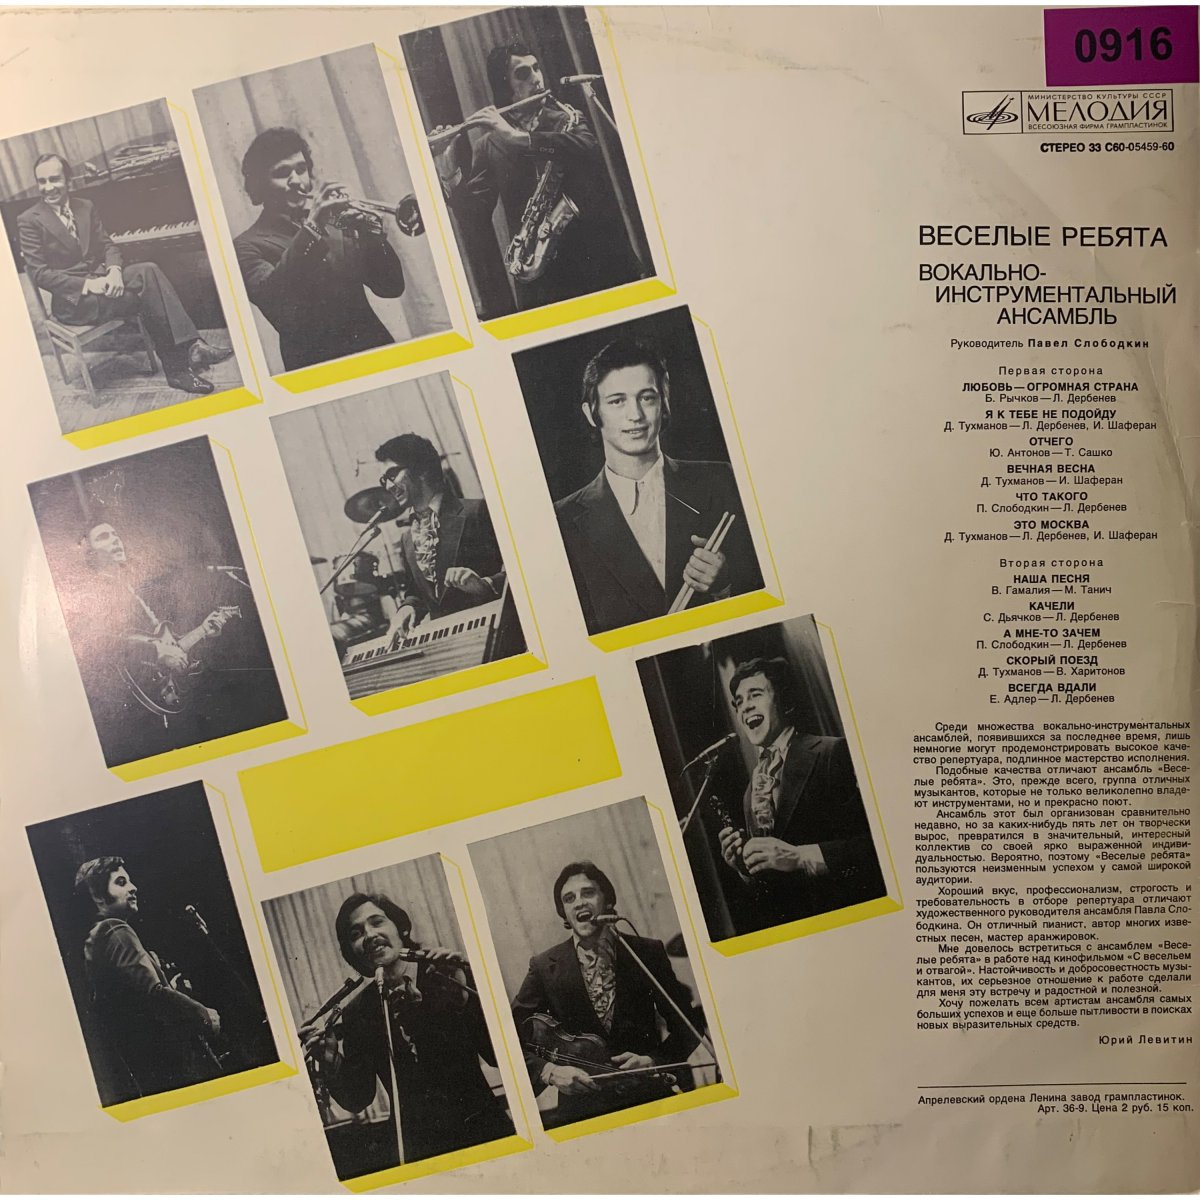 0916
МИНИСТЕРСТВО КУЛЬТУРЫ СССР
МЕЛОДИЯ
ВСЕСОЮЗНАЯ ФИРМА ГРАМПЛАСТИНОК
СТЕРЕО 33 С60-05459-60
ВЕСЕЛЫЕ РЕБЯТА
ВОКАЛЬНО-
ИНСТРУМЕНТАЛЬНЫЙ
АНСАМБЛЬ
Руководитель Павел Слободкин
Первая сторона
ЛЮБОВЬ — ОГРОМНАЯ СТРАНА
Б. Рычков — Л. Дербенев
Я К ТЕБЕ НЕ ПОДОЙДУ
Д. Тухманов — Л. Дербенев, И. Шаферан
ОТЧЕГО
Ю. Антонов — Т. Сашко
ВЕЧНАЯ ВЕСНА
Д. Тухманов — И. Шаферан
ЧТО ТАКОГО
П. Слободкин — Л. Дербенев
ЭТО МОСКВА
Д. Тухманов — Л. Дербенев, И. Шаферан
Вторая сторона
НАША ПЕСНЯ
В. Гамалия — М. Танич
КАЧЕЛИ
С. Дьячков — Л. Дербенев
А МНЕ-ТО ЗАЧЕМ
П. Слободкин — Л. Дербенев
СКОРЫЙ ПОЕЗД
Д. Тухманов — В. Харитонов
ВСЕГДА ВДАЛИ
Е. Адлер — Л. Дербенев
Среди множества вокально-инструментальных
ансамблей, появившихся за последнее время, лишь
немногие могут продемонстрировать высокое каче-
ство репертуара, подлинное мастерство исполнения.
Подобные качества отличают ансамбль «Весе-
лые ребята». Это, прежде всего, группа отличных
музыкантов, которые не только великолепно владе-
ют инструментами, но и прекрасно поют.
Ансамбль этот был организован сравнительно
недавно, но за каких-нибудь пять лет он творчески
вырос, превратился в значительный, интересный
коллектив со своей ярко выраженной индиви-
дуальностью. Вероятно, поэтому «Веселые ребята»
пользуются неизменным успехом у самой широкой
аудитории.
Хороший вкус, профессионализм, строгость и
требовательность в отборе репертуара отличают
художественного руководителя ансамбля Павла Сло-
бодкина. Он отличный пианист, автор многих изве-
стных песен, мастер аранжировок.
Мне довелось встретиться с ансамблем «Весе-
лые ребята» в работе над кинофильмом «С весельем
и отвагой». Настойчивость и добросовестность музы-
кантов, их серьезное отношение к работе сделали
для меня эту встречу и радостной и полезной.
Хочу пожелать всем артистам ансамбля самых
больших успехов и еще больше пытливости в поисках
новых выразительных средств.
Юрий Левитин
Апрелевский ордена Ленина завод грампластинок.
Арт. 36-9. Цена 2 руб. 15 коп.